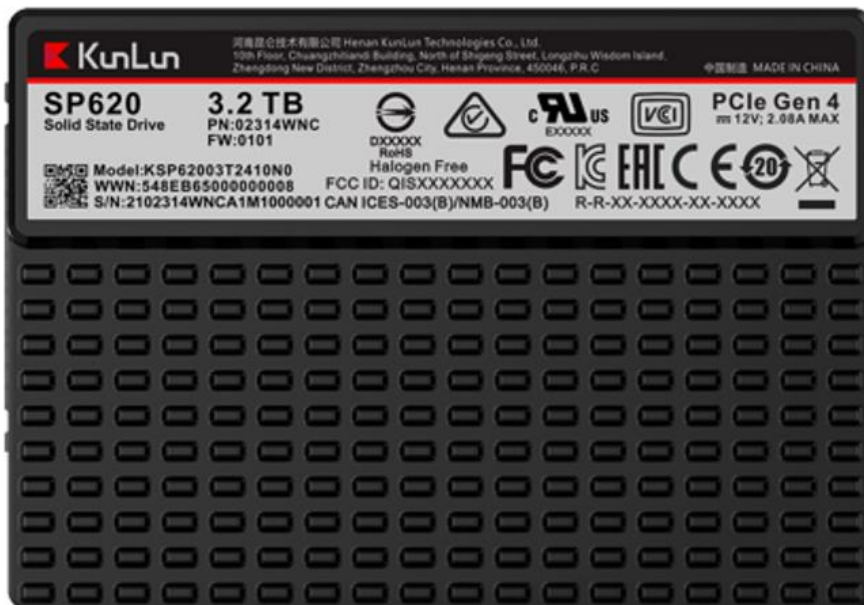 KunLun
河南昆仑技术有限公司 Henan KunLun Technologies Co., Ltd.
10th Floor, Chuangzhitiandi Building, North of Shigeng Street, Longzihu Wisdom Island.
Zhengdong New District, Zhengzhou City, Henan Province, 450046, P.R.C
中国制造 MADE IN CHINA
SP620
Solid State Drive
3.2 TB
PN:02314WNC
FW:0101
DXXXXX
RoHS
Halogen Free
C UL US
EXXXXX
VCI
PCIe Gen 4
12V; 2.08A MAX
Model:KSP62003T2410N0
WWN:548EB65000000008
S/N:2102314WNCA1M1000001
FCC ID: QISXXXXXXX
CAN ICES-003(B)/NMB-003(B)
FC KC EAC CE 20
R-R-XX-XXXX-XX-XXXX